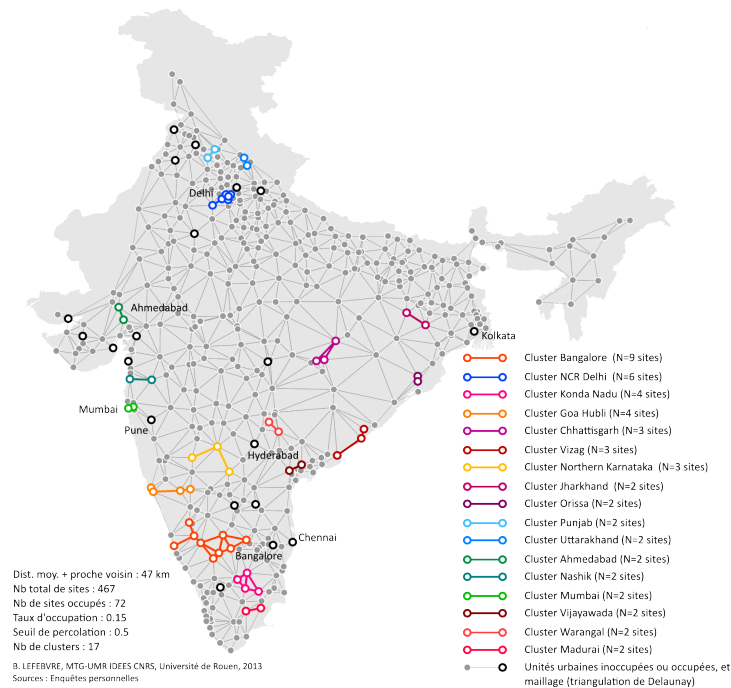 Delhi
Ahmedabad
Kolkata
Mumbai
Pune
Hyderabad
Chennai
Bangalore
Cluster Bangalore (N=9 sites)
Cluster NCR Delhi (N=6 sites)
Cluster Konda Nadu (N=4 sites)
Cluster Goa Hubli (N=4 sites)
Cluster Chhattisgarh (N=3 sites)
Cluster Vizag (N=3 sites)
Cluster Northern Karnataka (N=3 sites)
Cluster Jharkhand (N=2 sites)
Cluster Orissa (N=2 sites)
Cluster Punjab (N=2 sites)
Cluster Uttarakhand (N=2 sites)
Cluster Ahmedabad (N=2 sites)
Cluster Nashik (N=2 sites)
Cluster Mumbai (N=2 sites)
Cluster Vijayawada (N=2 sites)
Cluster Warangal (N=2 sites)
Cluster Madurai (N=2 sites)
Unités urbaines inoccupées ou occupées, et
maillage (triangulation de Delaunay)
Dist. moy. + proche voisin : 47 km
Nb total de sites : 467
Nb de sites occupés : 72
Taux d'occupation : 0.15
Seuil de percolation : 0.5
Nb de clusters : 17
B. LEFEBVRE, MTG-UMR IDEES CNRS, Université de Rouen, 2013
Sources : Enquêtes personnelles